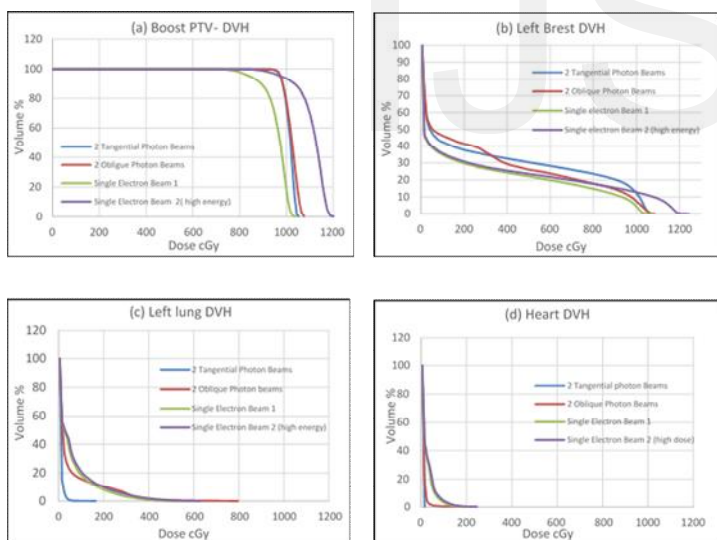 (a) Boost PTV- DVH
120
100
80
60
40
20
0
Volume %
2 Tangential Photon Beams
2 Obligue Photon Beams
Single Electron Beam 1
Single Electron Beam 2( high energy)
0 200 400 600 800 1000 1200
Dose cGy
(b) Left Brest DVH
100
90
80
70
60
50
40
30
20
10
0
Volume %
2 Tangential Photon Beams
2 Oblique Photon Beams
Single electron Beam 1
Single electron Beam 2 (high energy)
0 200 400 600 800 1000 1200
Dose cGy
(c) Left lung DVH
120
100
80
60
40
20
0
Volume %
2 Tangential Photon Beams
2 Oblique Photon beams
Single Electron Beam 1
Single Electron Beam 2 (high energy)
0 200 400 600 800 1000 1200
Dose cGy
(d) Heart DVH
120
100
80
60
40
20
0
Volume %
2 Tangential photon Beams
2 Oblique Photon Beams
Single Electron Beam 1
Single Electron Beam 2 (high dose)
0 200 400 600 800 1000 1200
Dose cGy